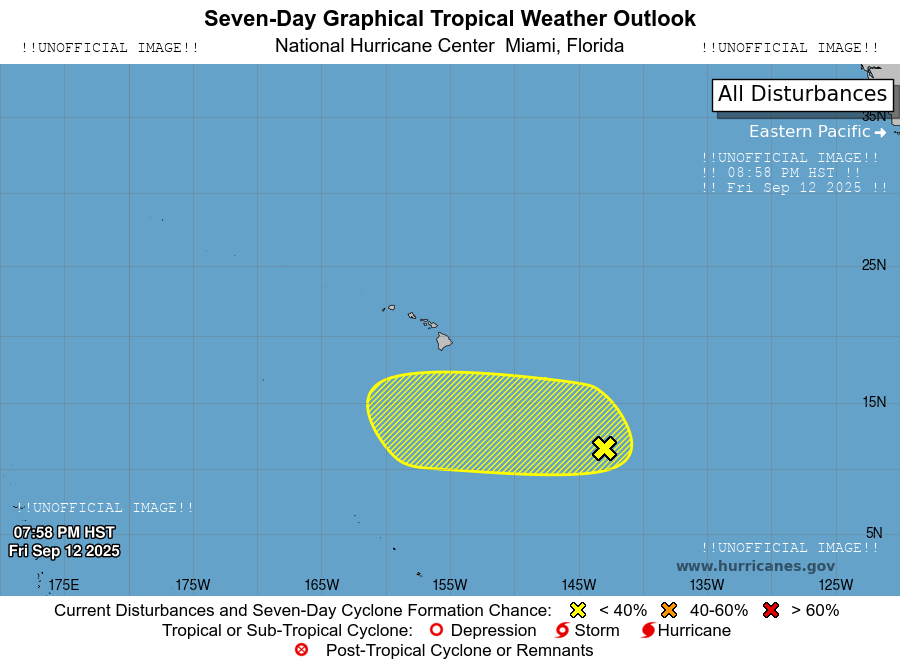 Seven-Day Graphical Tropical Weather Outlook
National Hurricane Center Miami, Florida
!!UNOFFICIAL IMAGE!!
!!UNOFFICIAL IMAGE!!
All Disturbances
35N
Eastern Pacific
!!UNOFFICIAL IMAGE!!
!! 08:58 PM HST !!
!! Fri Sep 12 2025 !!
25N
15N
!!UNOFFICIAL IMAGE!!
07:58 PM HST
Fri Sep 12 2025
5N
!!UNOFFICIAL IMAGE!!
www.hurricanes.gov
175E 175W 165W 155W 145W 135W 125W
Current Disturbances and Seven-Day Cyclone Formation Chance: < 40% 40-60% > 60%
Tropical or Sub-Tropical Cyclone: Depression Storm Hurricane
Post-Tropical Cyclone or Remnants